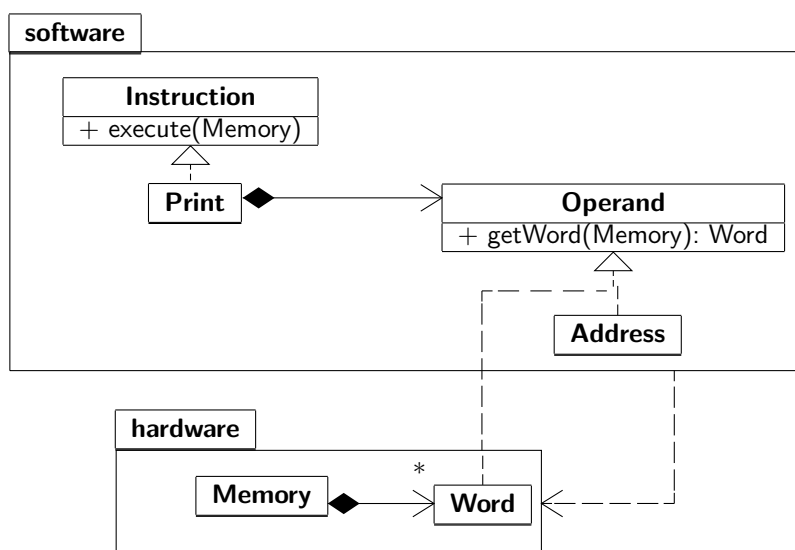 software
Instruction
+ execute(Memory)
Print
Operand
+ getWord(Memory): Word
Address
hardware
*
Memory
Word